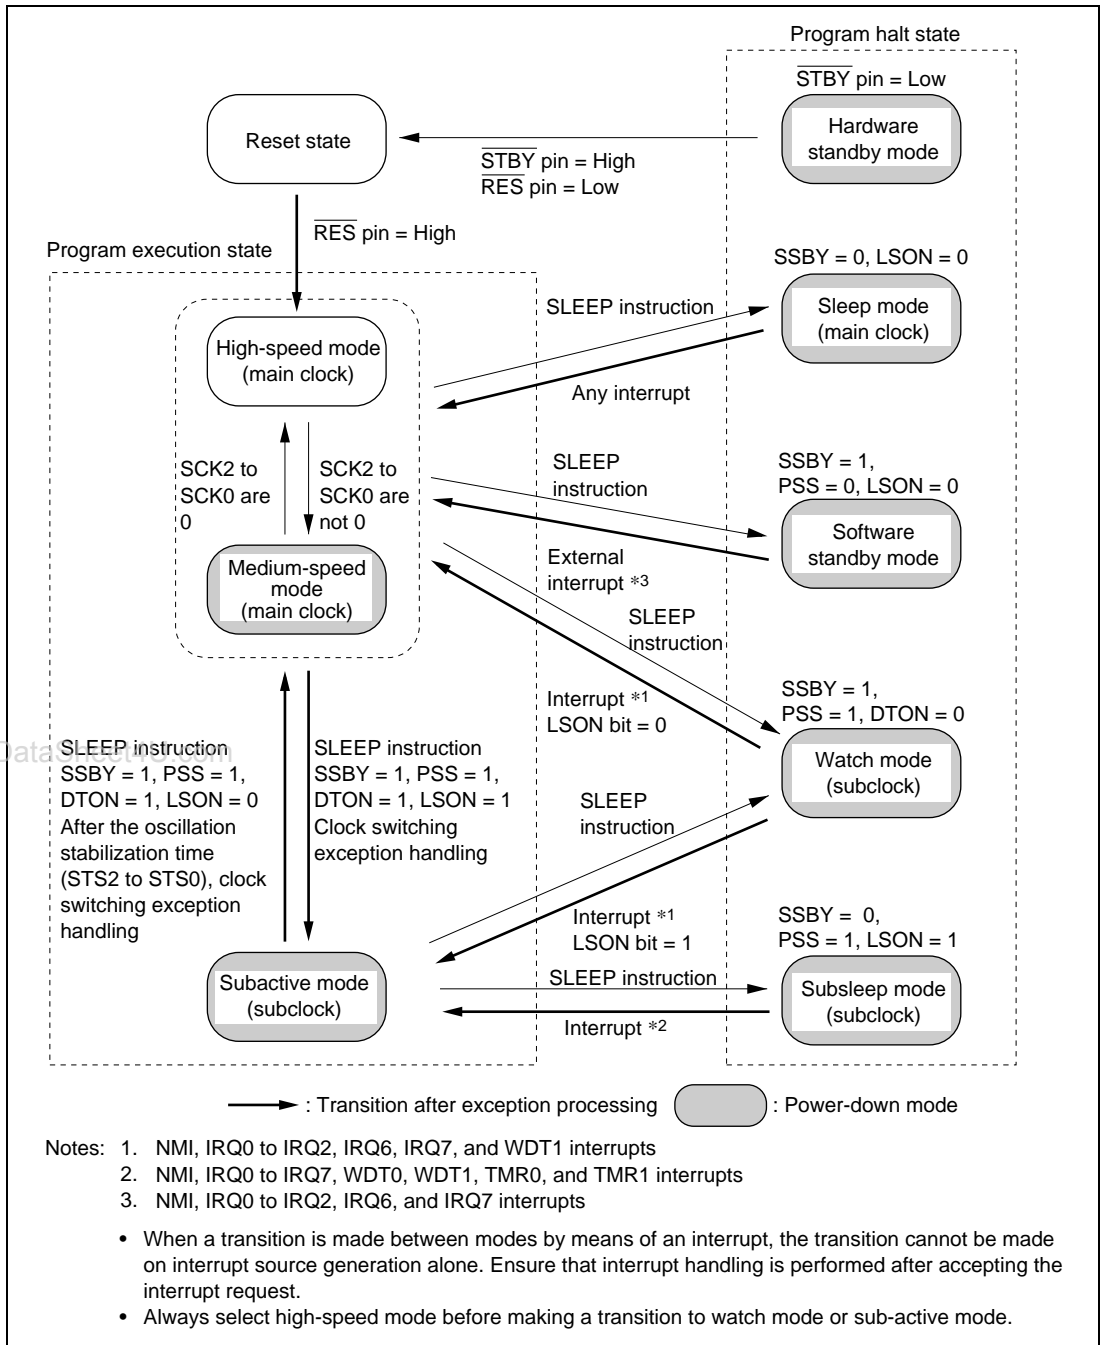 Program halt state
STBY pin = Low
Hardware
standby mode
Reset state
STBY pin = High
RES pin = Low
RES pin = High
Program execution state
SSBY = 0, LSON = 0
Sleep mode
(main clock)
SLEEP instruction
Any interrupt
High-speed mode
(main clock)
SCK2 to
SCK0 are
0
SCK2 to
SCK0 are
not 0
Medium-speed
mode
(main clock)
SLEEP
instruction
External
interrupt *3
SSBY = 1,
PSS = 0, LSON = 0
Software
standby mode
SLEEP
instruction
Interrupt *1
LSON bit = 0
SSBY = 1,
PSS = 1, DTON = 0
Watch mode
(subclock)
DataSheet4U.com
SLEEP instruction
SSBY = 1, PSS = 1,
DTON = 1, LSON = 0
After the oscillation
stabilization time
(STS2 to STS0), clock
switching exception
handling
SLEEP instruction
SSBY = 1, PSS = 1,
DTON = 1, LSON = 1
Clock switching
exception handling
SLEEP
instruction
Interrupt *1
LSON bit = 1
SSBY = 0,
PSS = 1, LSON = 1
Subsleep mode
(subclock)
SLEEP instruction
Interrupt *2
Subactive mode
(subclock)
: Transition after exception processing
: Power-down mode
Notes: 1. NMI, IRQ0 to IRQ2, IRQ6, IRQ7, and WDT1 interrupts
2. NMI, IRQ0 to IRQ7, WDT0, WDT1, TMR0, and TMR1 interrupts
3. NMI, IRQ0 to IRQ2, IRQ6, and IRQ7 interrupts
• When a transition is made between modes by means of an interrupt, the transition cannot be made
on interrupt source generation alone. Ensure that interrupt handling is performed after accepting the
interrupt request.
• Always select high-speed mode before making a transition to watch mode or sub-active mode.